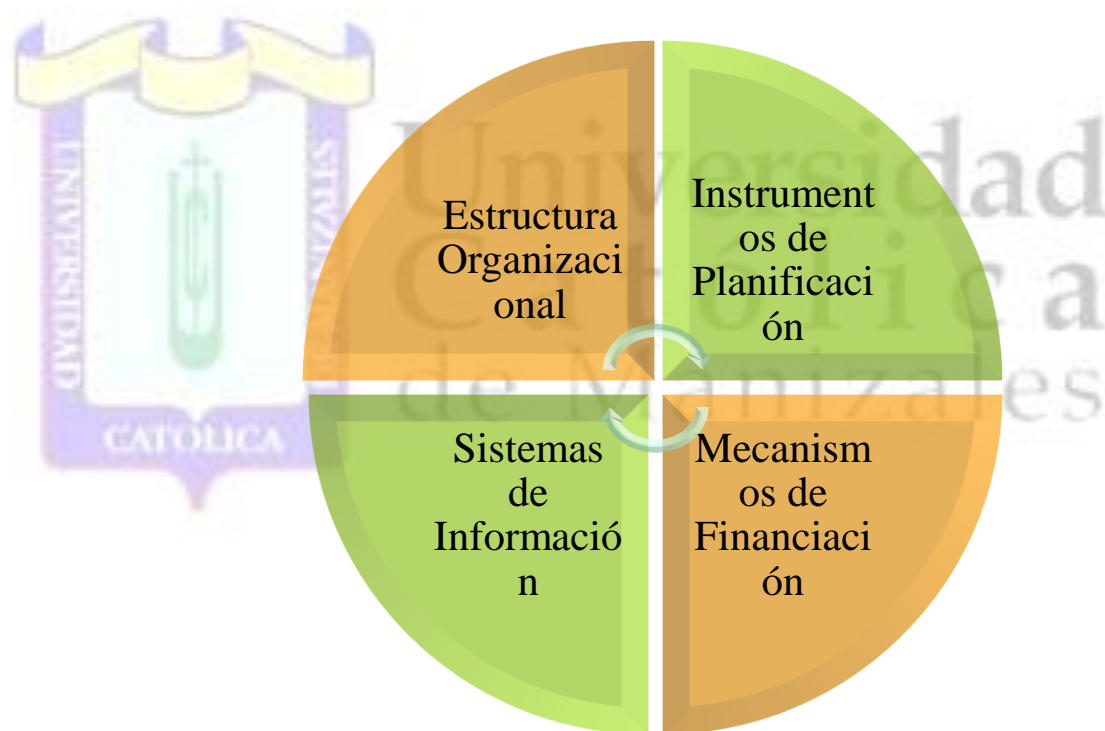 Universidad
Católica
de Manizales
UNIVERSIDAD
MANIZALES
CATOLICA
Estructura
Organizaci
onal
Instrument
os de
Planificaci
ón
Sistemas
de
Informació
n
Mecanism
os de
Financiaci
ón